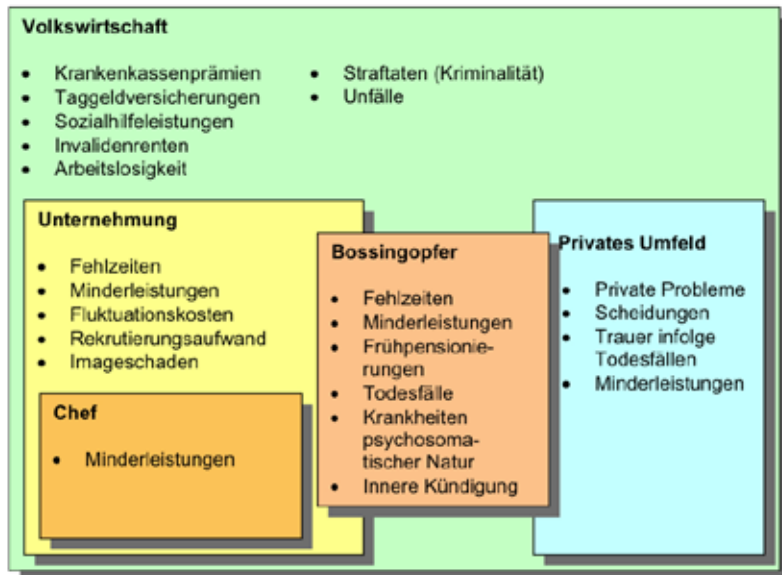 Volkswirtschaft
• Krankenkassenprämien
• Taggeldversicherungen
• Sozialhilfeleistungen
• Invalidenrenten
• Arbeitslosigkeit
• Straftaten (Kriminalität)
• Unfälle
Unternehmung
• Fehlzeiten
• Minderleistungen
• Fluktuationskosten
• Rekrutierungsaufwand
• Imageschaden
Chef
• Minderleistungen
Bossingopfer
• Fehlzeiten
• Minderleistungen
• Frühpensionie-
rungen
• Todesfälle
• Krankheiten
psychosoma-
tischer Natur
• Innere Kündigung
Privates Umfeld
• Private Probleme
• Scheidungen
• Trauer infolge
Todesfällen
• Minderleistungen